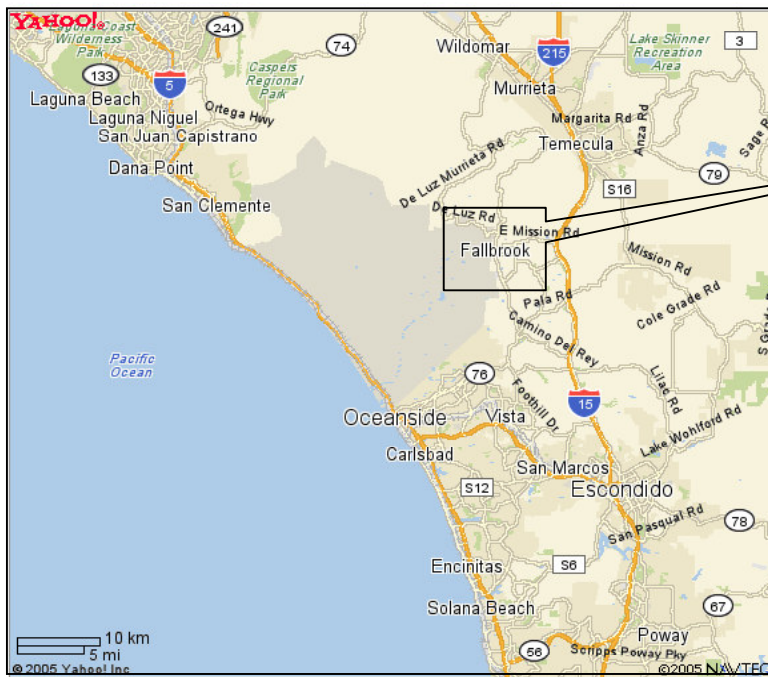 YAHOO!
Laguna Coast
Wilderness
Park
241
74
Wildomar
215
Lake Skinner
Recreation
Area
3
133
5
Caspers
Regional
Park
Murrieta
Laguna Beach
Ortega Hwy
Margarita Rd
Anza Rd
Laguna Niguel
San Juan Capistrano
Temecula
Sage R
Dana Point
De Luz Murrieta Rd
S16
79
San Clemente
De Luz Rd
E Mission Rd
Fallbrook
Mission Rd
Pala Rd
Cole Grade Rd
S Grade
Camino Del Rey
Pacific
Ocean
76
Foothill Dr
Lilac Rd
15
Oceanside
Vista
Lake Wohlford Rd
Carlsbad
San Marcos
S12
Escondido
San Pasqual Rd
78
Encinitas
S6
Solana Beach
67
10 km
5 mi
56
Poway
Scripps Poway Pky
© 2005 Yahoo! Inc
©2005 NAVTEQ